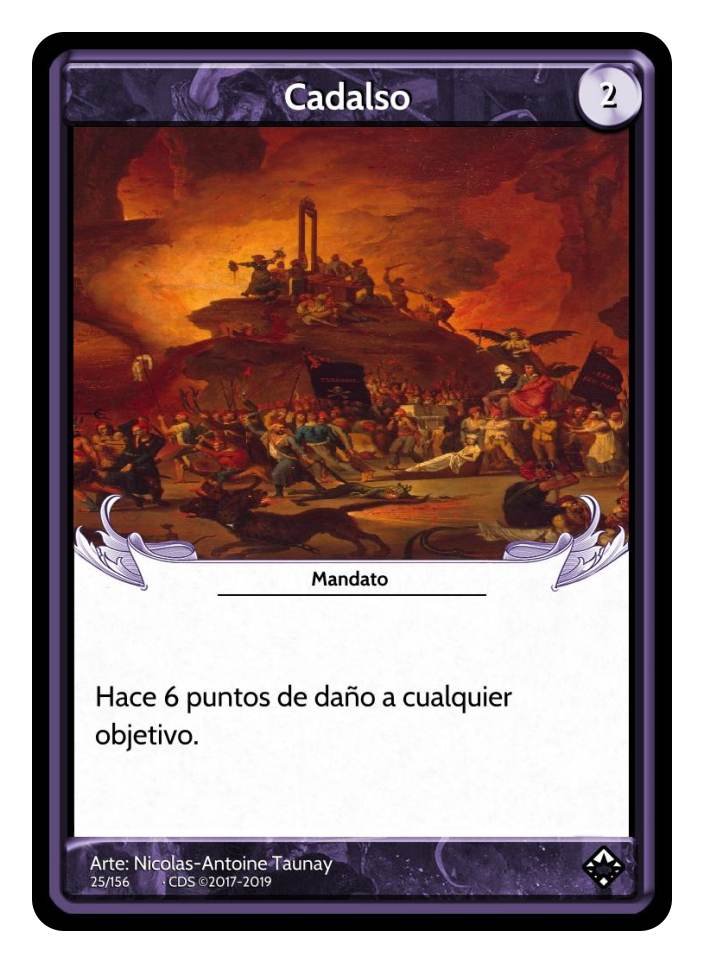 Cadalso
2
Mandato
Hace 6 puntos de daño a cualquier
objetivo.
Arte: Nicolas-Antoine Taunay
25/156 · CDS ©2017-2019